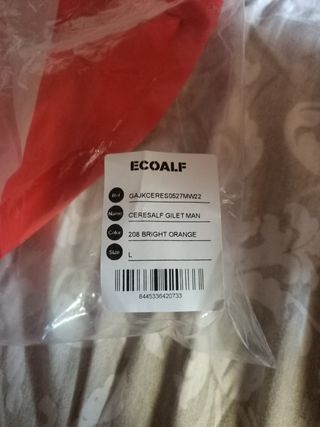 ECOALF
Ref. GAJKCERES0527MW22
Name CERESALF GILET MAN
Color 208 BRIGHT ORANGE
Size L
8445336420733